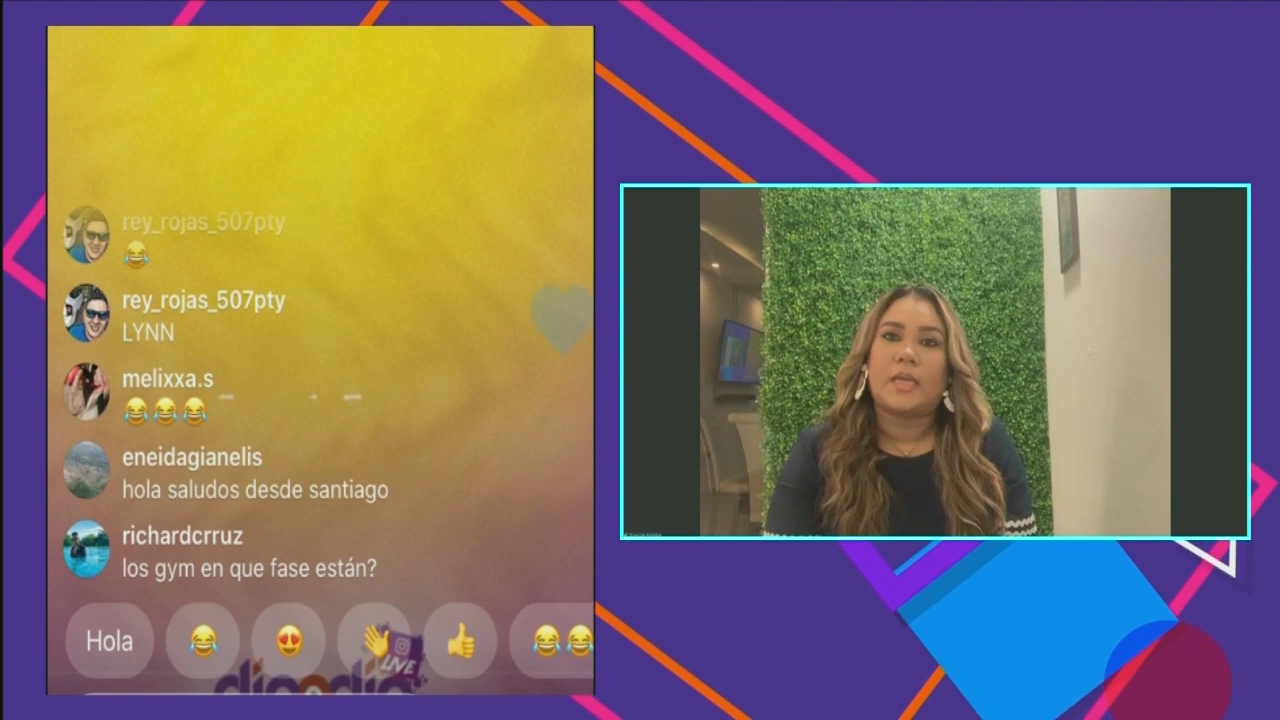 rey_rojas_507pty
😂
rey_rojas_507pty
LYNN
melixxa.s
😂😂😂
eneidagianelis
hola saludos desde santiago
richardcrruz
los gym en que fase están?
Hola 😂 😍 👋 👍 😂😂
LIVE